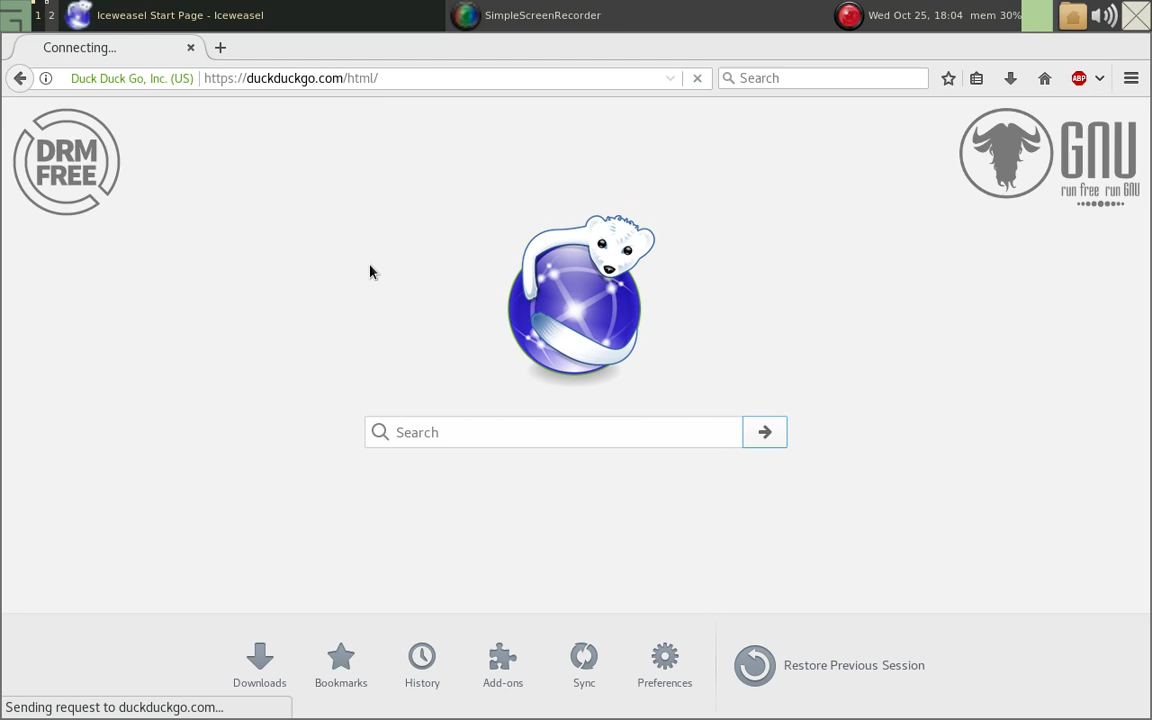 1 2 Iceweasel Start Page - Iceweasel SimpleScreenRecorder Wed Oct 25, 18:04 mem 30%
Connecting...
Duck Duck Go, Inc. (US) https://duckduckgo.com/html/ Search ABP
DRM
FREE
GNU
run free run GNU
Search
Downloads Bookmarks History Add-ons Sync Preferences Restore Previous Session
Sending request to duckduckgo.com...